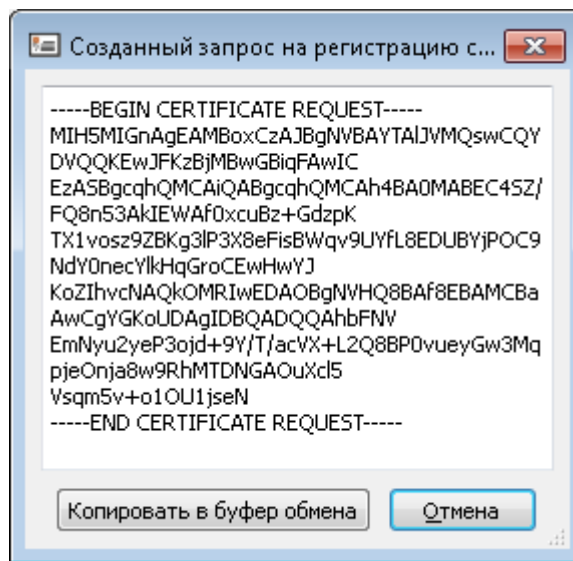 Созданный запрос на регистрацию с...
-----BEGIN CERTIFICATE REQUEST-----
MIH5MIGnAgEAMBoxCzAJBgNVBAYTAlJVMQswCQY
DVQQKEwJFKzBjMBwGBiqFAwIC
EzASBgcqhQMCAiQABgcqhQMCAh4BA0MABEC4SZ/
FQ8n53AkIEWAf0xcuBz+GdzpK
TX1vosz9ZBKg3lP3X8eFisBWqv9UYfL8EDUBYjPOC9
NdY0necYlkHqGroCEwHwYJ
KoZIhvcNAQkOMRIwEDAOBgNVHQ8BAf8EBAMCBa
AwCgYGKoUDAgIDBQADQQAhbFNV
EmNyu2yeP3ojd+9Y/T/acVX+L2Q8BP0vueyGw3Mq
pjeOnja8w9RhMTDNGAOuXcl5
Vsqm5v+o1OU1jseN
-----END CERTIFICATE REQUEST-----
Копировать в буфер обмена
Отмена